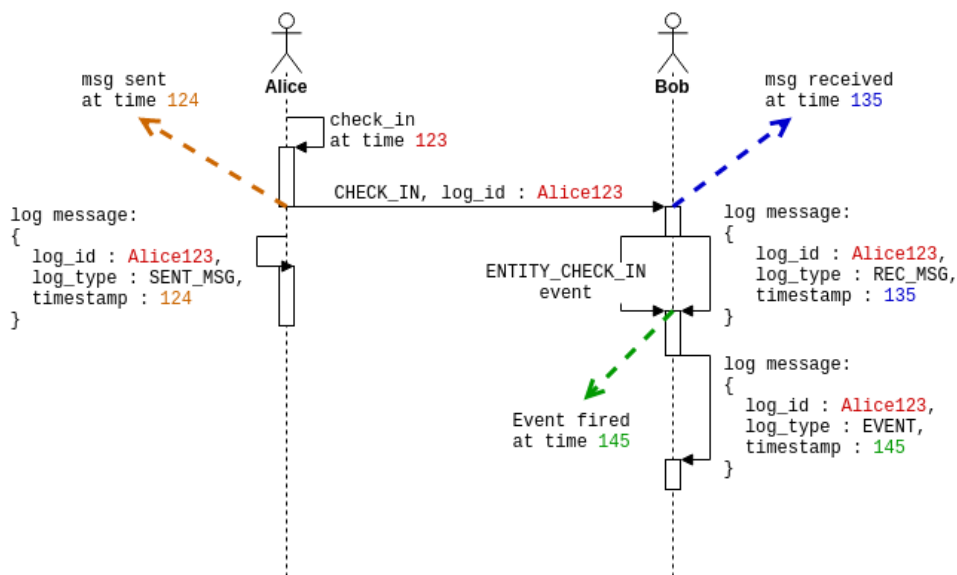 Alice
Bob
msg sent
at time 124
msg received
at time 135
check_in
at time 123
CHECK_IN, log_id : Alice123
log message:
{
log_id : Alice123,
log_type : SENT_MSG,
timestamp : 124
}
log message:
{
log_id : Alice123,
log_type : REC_MSG,
timestamp : 135
}
ENTITY_CHECK_IN
event
Event fired
at time 145
log message:
{
log_id : Alice123,
log_type : EVENT,
timestamp : 145
}